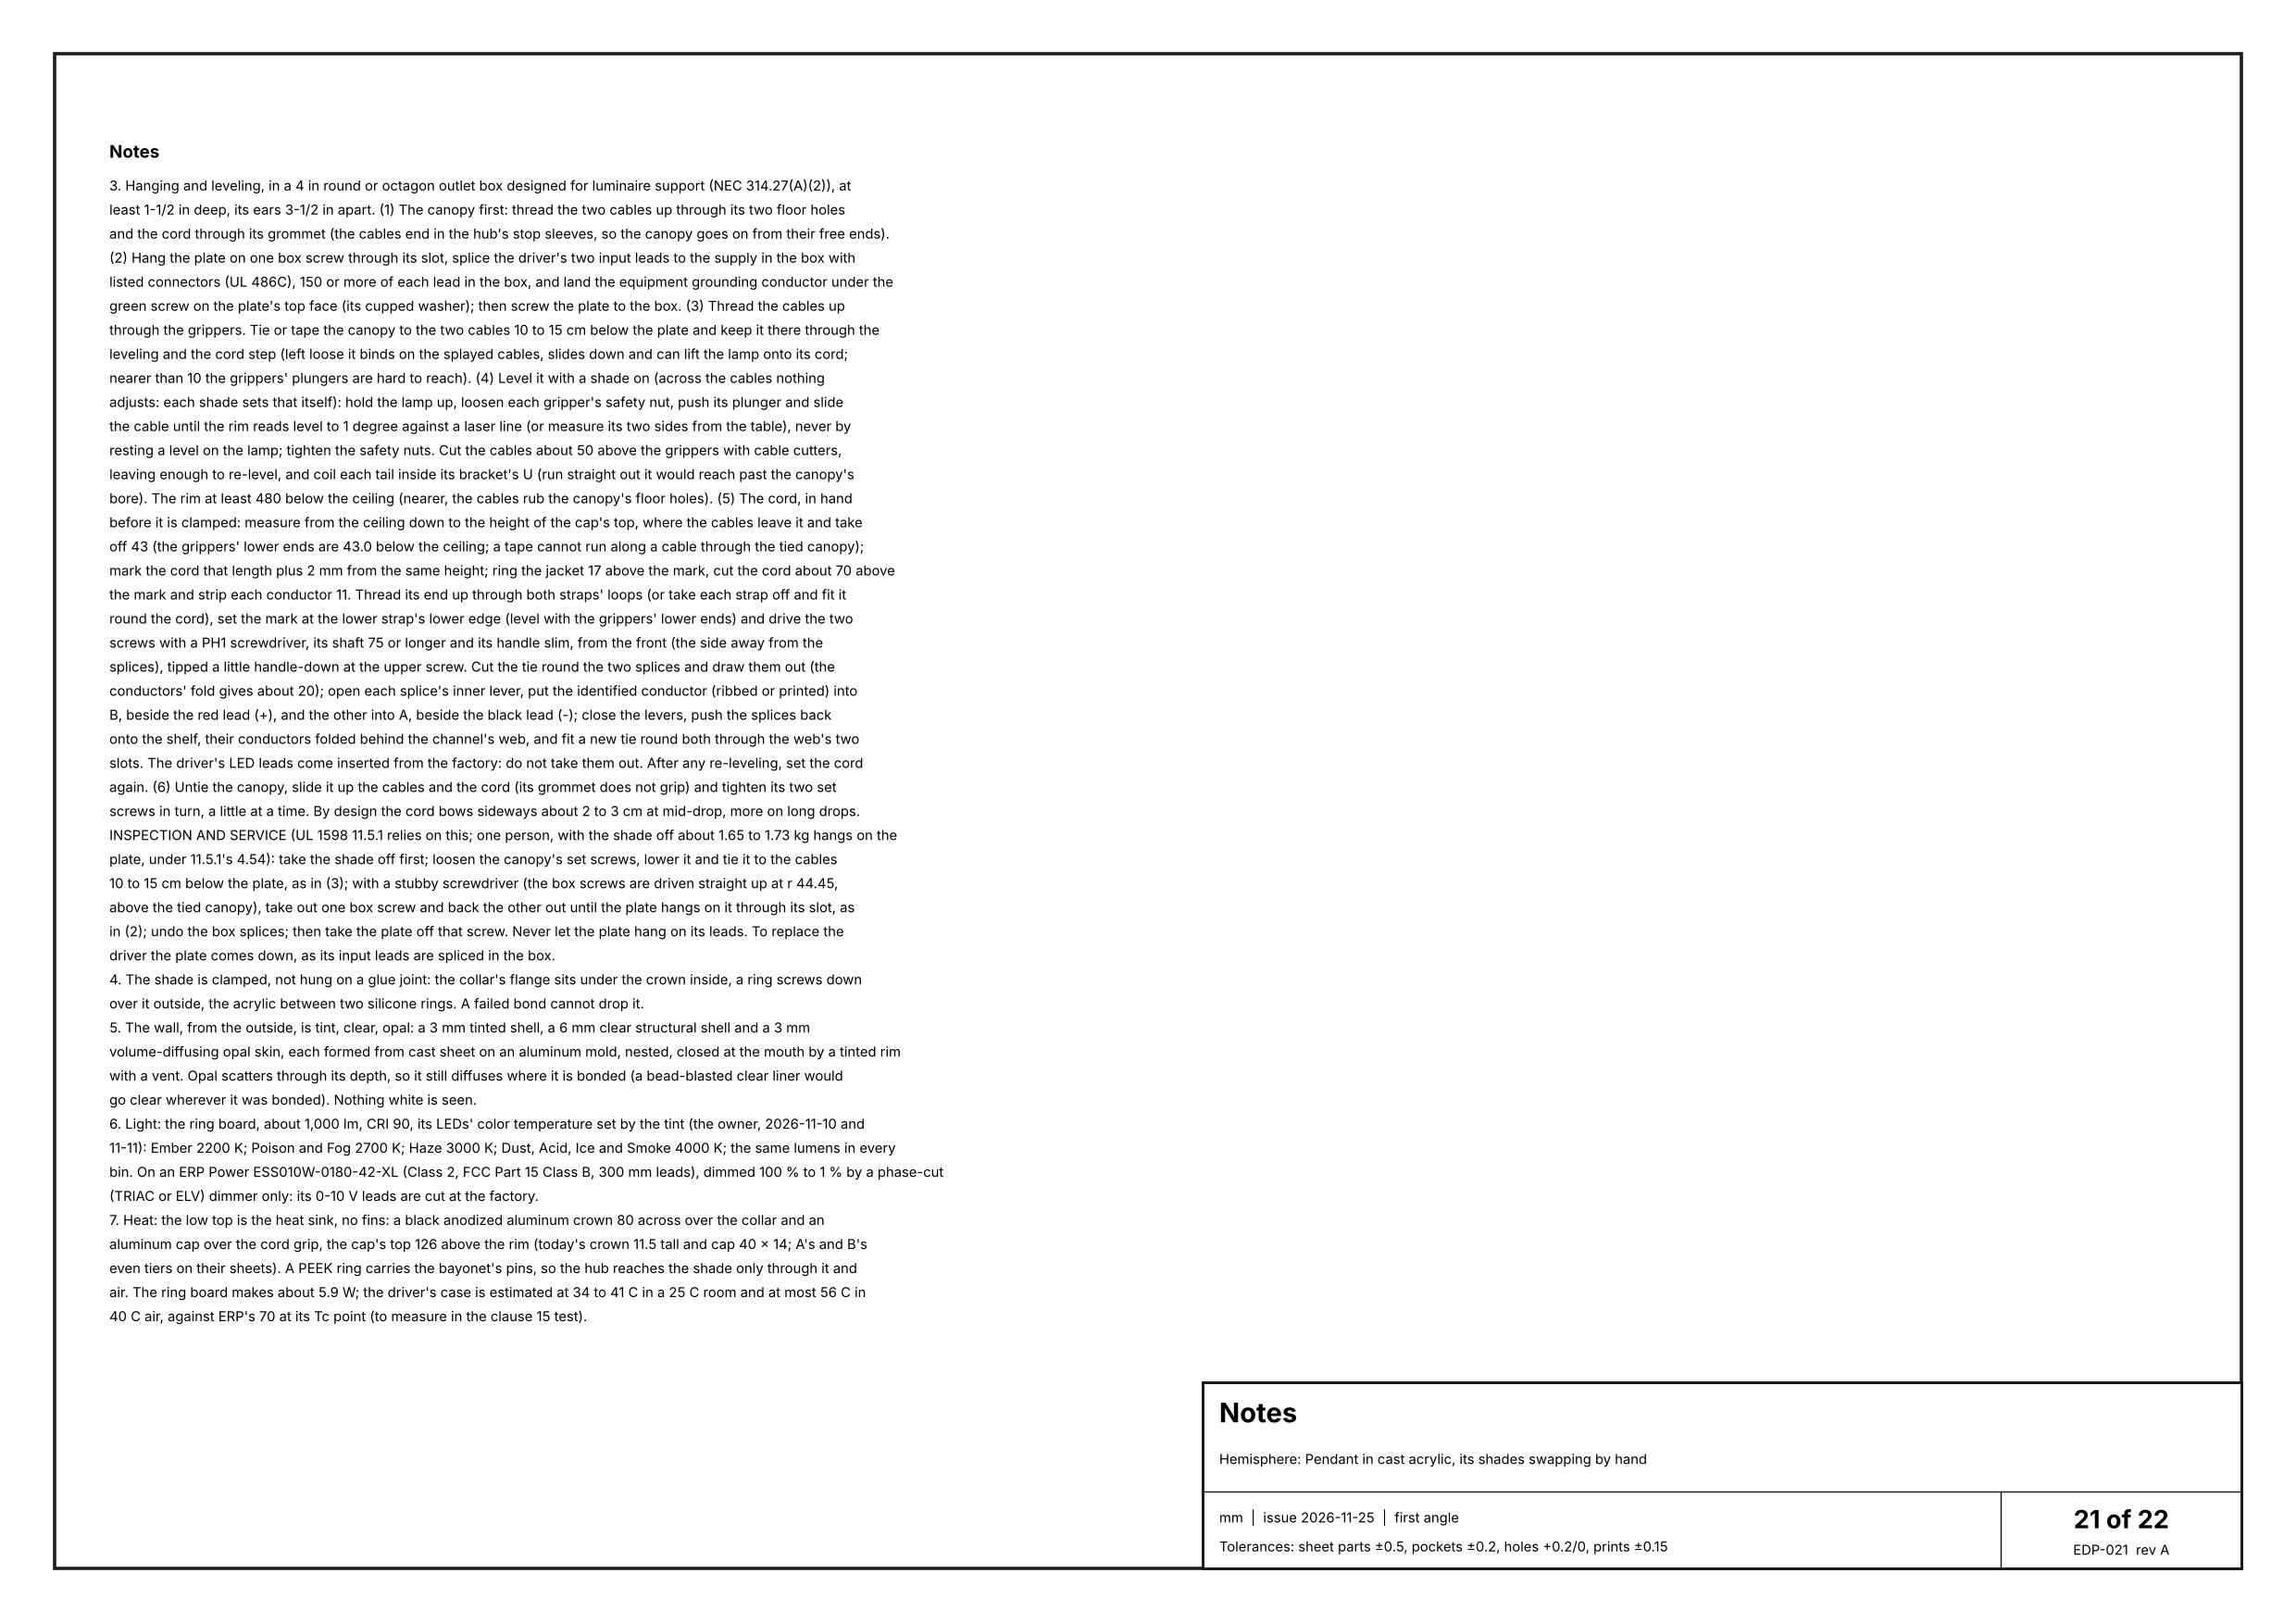 Notes
3. Hanging and leveling, in a 4 in round or octagon outlet box designed for luminaire support (NEC 314.27(A)(2)), at
least 1-1/2 in deep, its ears 3-1/2 in apart. (1) The canopy first: thread the two cables up through its two floor holes
and the cord through its grommet (the cables end in the hub's stop sleeves, so the canopy goes on from their free ends).
(2) Hang the plate on one box screw through its slot, splice the driver's two input leads to the supply in the box with
listed connectors (UL 486C), 150 or more of each lead in the box, and land the equipment grounding conductor under the
green screw on the plate's top face (its cupped washer); then screw the plate to the box. (3) Thread the cables up
through the grippers. Tie or tape the canopy to the two cables 10 to 15 cm below the plate and keep it there through the
leveling and the cord step (left loose it binds on the splayed cables, slides down and can lift the lamp onto its cord;
nearer than 10 the grippers' plungers are hard to reach). (4) Level it with a shade on (across the cables nothing
adjusts: each shade sets that itself): hold the lamp up, loosen each gripper's safety nut, push its plunger and slide
the cable until the rim reads level to 1 degree against a laser line (or measure its two sides from the table), never by
resting a level on the lamp; tighten the safety nuts. Cut the cables about 50 above the grippers with cable cutters,
leaving enough to re-level, and coil each tail inside its bracket's U (run straight out it would reach past the canopy's
bore). The rim at least 480 below the ceiling (nearer, the cables rub the canopy's floor holes). (5) The cord, in hand
before it is clamped: measure from the ceiling down to the height of the cap's top, where the cables leave it and take
off 43 (the grippers' lower ends are 43.0 below the ceiling; a tape cannot run along a cable through the tied canopy);
mark the cord that length plus 2 mm from the same height; ring the jacket 17 above the mark, cut the cord about 70 above
the mark and strip each conductor 11. Thread its end up through both straps' loops (or take each strap off and fit it
round the cord), set the mark at the lower strap's lower edge (level with the grippers' lower ends) and drive the two
screws with a PH1 screwdriver, its shaft 75 or longer and its handle slim, from the front (the side away from the
splices), tipped a little handle-down at the upper screw. Cut the tie round the two splices and draw them out (the
conductors' fold gives about 20); open each splice's inner lever, put the identified conductor (ribbed or printed) into
B, beside the red lead (+), and the other into A, beside the black lead (-); close the levers, push the splices back
onto the shelf, their conductors folded behind the channel's web, and fit a new tie round both through the web's two
slots. The driver's LED leads come inserted from the factory: do not take them out. After any re-leveling, set the cord
again. (6) Untie the canopy, slide it up the cables and the cord (its grommet does not grip) and tighten its two set
screws in turn, a little at a time. By design the cord bows sideways about 2 to 3 cm at mid-drop, more on long drops.
INSPECTION AND SERVICE (UL 1598 11.5.1 relies on this; one person, with the shade off about 1.65 to 1.73 kg hangs on the
plate, under 11.5.1's 4.54): take the shade off first; loosen the canopy's set screws, lower it and tie it to the cables
10 to 15 cm below the plate, as in (3); with a stubby screwdriver (the box screws are driven straight up at r 44.45,
above the tied canopy), take out one box screw and back the other out until the plate hangs on it through its slot, as
in (2); undo the box splices; then take the plate off that screw. Never let the plate hang on its leads. To replace the
driver the plate comes down, as its input leads are spliced in the box.
4. The shade is clamped, not hung on a glue joint: the collar's flange sits under the crown inside, a ring screws down
over it outside, the acrylic between two silicone rings. A failed bond cannot drop it.
5. The wall, from the outside, is tint, clear, opal: a 3 mm tinted shell, a 6 mm clear structural shell and a 3 mm
volume-diffusing opal skin, each formed from cast sheet on an aluminum mold, nested, closed at the mouth by a tinted rim
with a vent. Opal scatters through its depth, so it still diffuses where it is bonded (a bead-blasted clear liner would
go clear wherever it was bonded). Nothing white is seen.
6. Light: the ring board, about 1,000 lm, CRI 90, its LEDs' color temperature set by the tint (the owner, 2026-11-10 and
11-11): Ember 2200 K; Poison and Fog 2700 K; Haze 3000 K; Dust, Acid, Ice and Smoke 4000 K; the same lumens in every
bin. On an ERP Power ESS010W-0180-42-XL (Class 2, FCC Part 15 Class B, 300 mm leads), dimmed 100 % to 1 % by a phase-cut
(TRIAC or ELV) dimmer only: its 0-10 V leads are cut at the factory.
7. Heat: the low top is the heat sink, no fins: a black anodized aluminum crown 80 across over the collar and an
aluminum cap over the cord grip, the cap's top 126 above the rim (today's crown 11.5 tall and cap 40 × 14; A's and B's
even tiers on their sheets). A PEEK ring carries the bayonet's pins, so the hub reaches the shade only through it and
air. The ring board makes about 5.9 W; the driver's case is estimated at 34 to 41 C in a 25 C room and at most 56 C in
40 C air, against ERP's 70 at its Tc point (to measure in the clause 15 test).
Notes
Hemisphere: Pendant in cast acrylic, its shades swapping by hand
mm | issue 2026-11-25 | first angle
Tolerances: sheet parts ±0.5, pockets ±0.2, holes +0.2/0, prints ±0.15
21 of 22
EDP-021 rev A